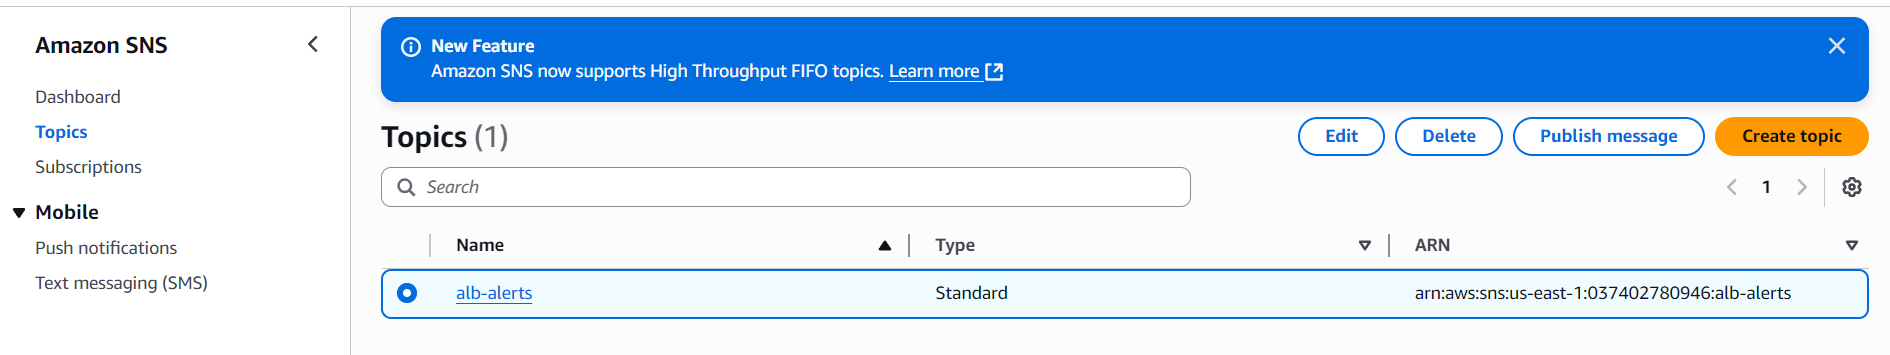 Amazon SNS
Dashboard
Topics
Subscriptions
Mobile
Push notifications
Text messaging (SMS)
New Feature
Amazon SNS now supports High Throughput FIFO topics. Learn more
Topics (1)
Edit
Delete
Publish message
Create topic
Search
1
Name Type ARN
alb-alerts Standard arn:aws:sns:us-east-1:037402780946:alb-alerts